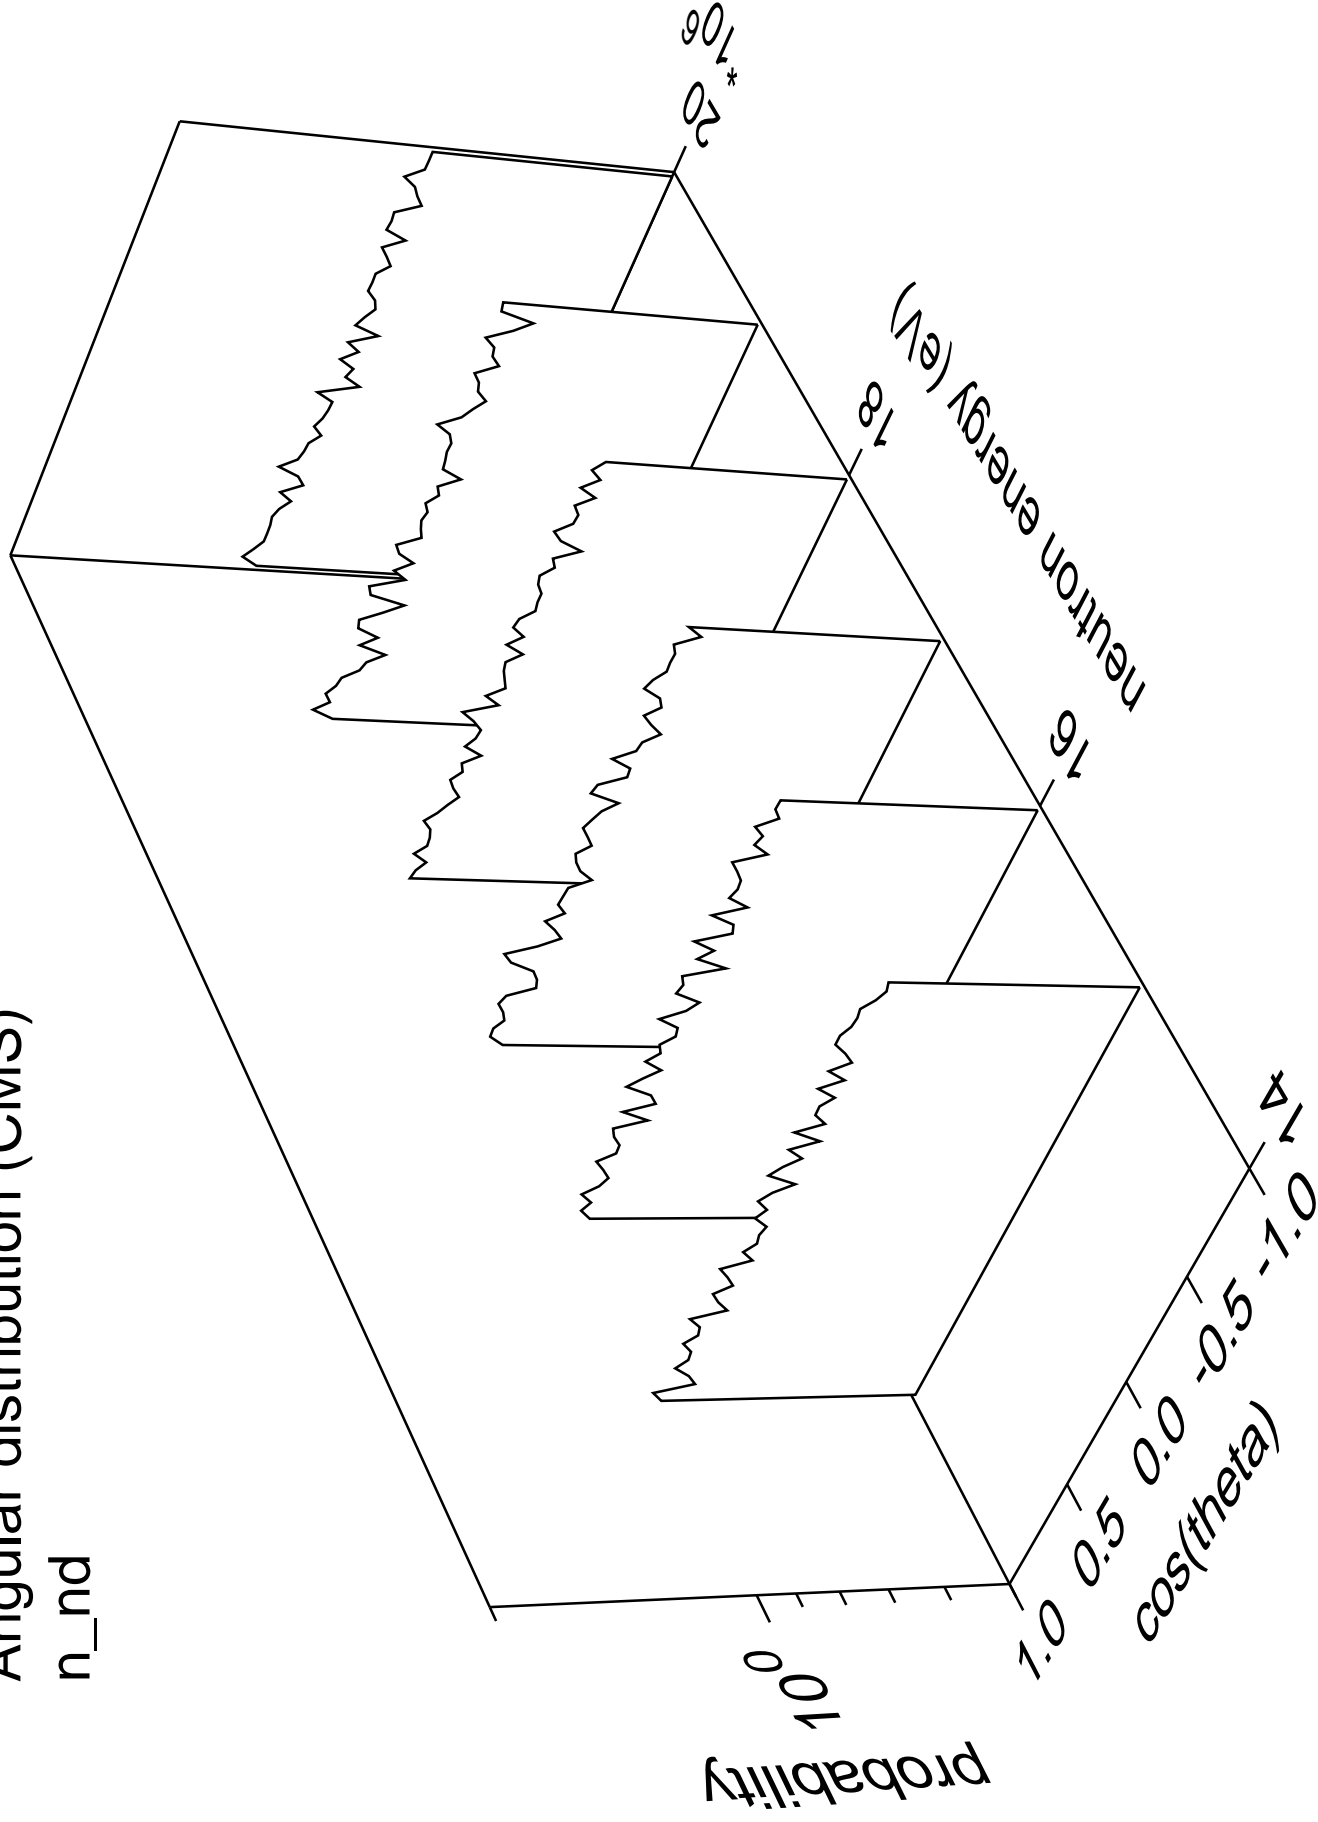 Angular distribution (CMS)
n_nd
probability
10^0
cos(theta)
1.0 0.5 0.0 -0.5 -1.0
neutron energy (eV)
14 16 18 20 *10^6